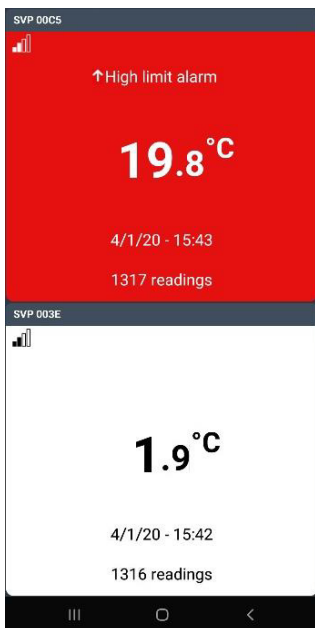 SVP 00C5
↑High limit alarm
19.8°C
4/1/20 - 15:43
1317 readings
SVP 003E
1.9°C
4/1/20 - 15:42
1316 readings